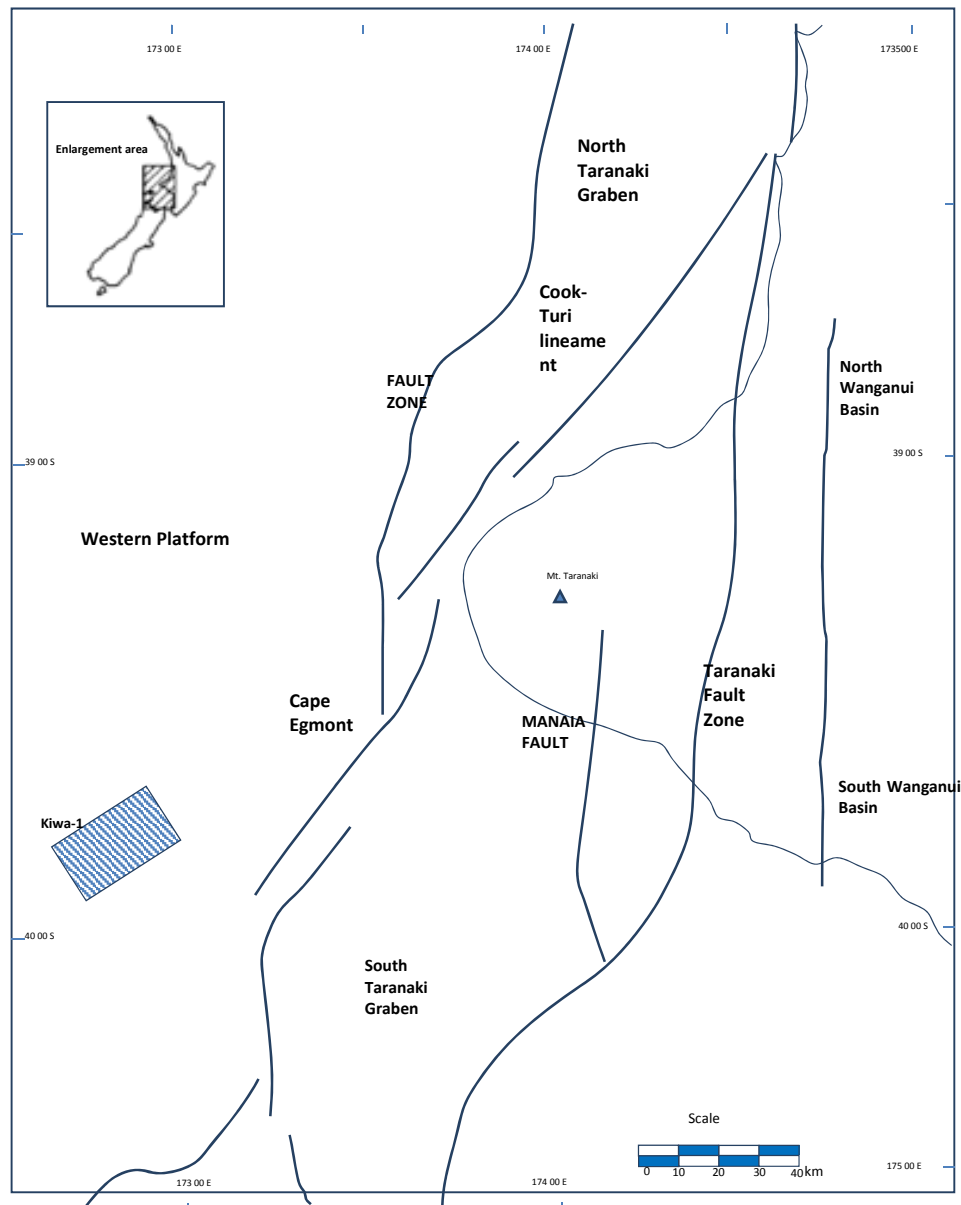 173 00 E
174 00 E
173500 E
Enlargement area
North
Taranaki
Graben
Cook-
Turi
lineame
nt
FAULT
ZONE
North
Wanganui
Basin
39 00 S
39 00 S
Western Platform
Mt. Taranaki
Taranaki
Fault
Zone
Cape
Egmont
MANAIA
FAULT
South Wanganui
Basin
Kiwa-1
40 00 S
40 00 S
South
Taranaki
Graben
Scale
0 10 20 30 40 km
175 00 E
173 00 E
174 00 E